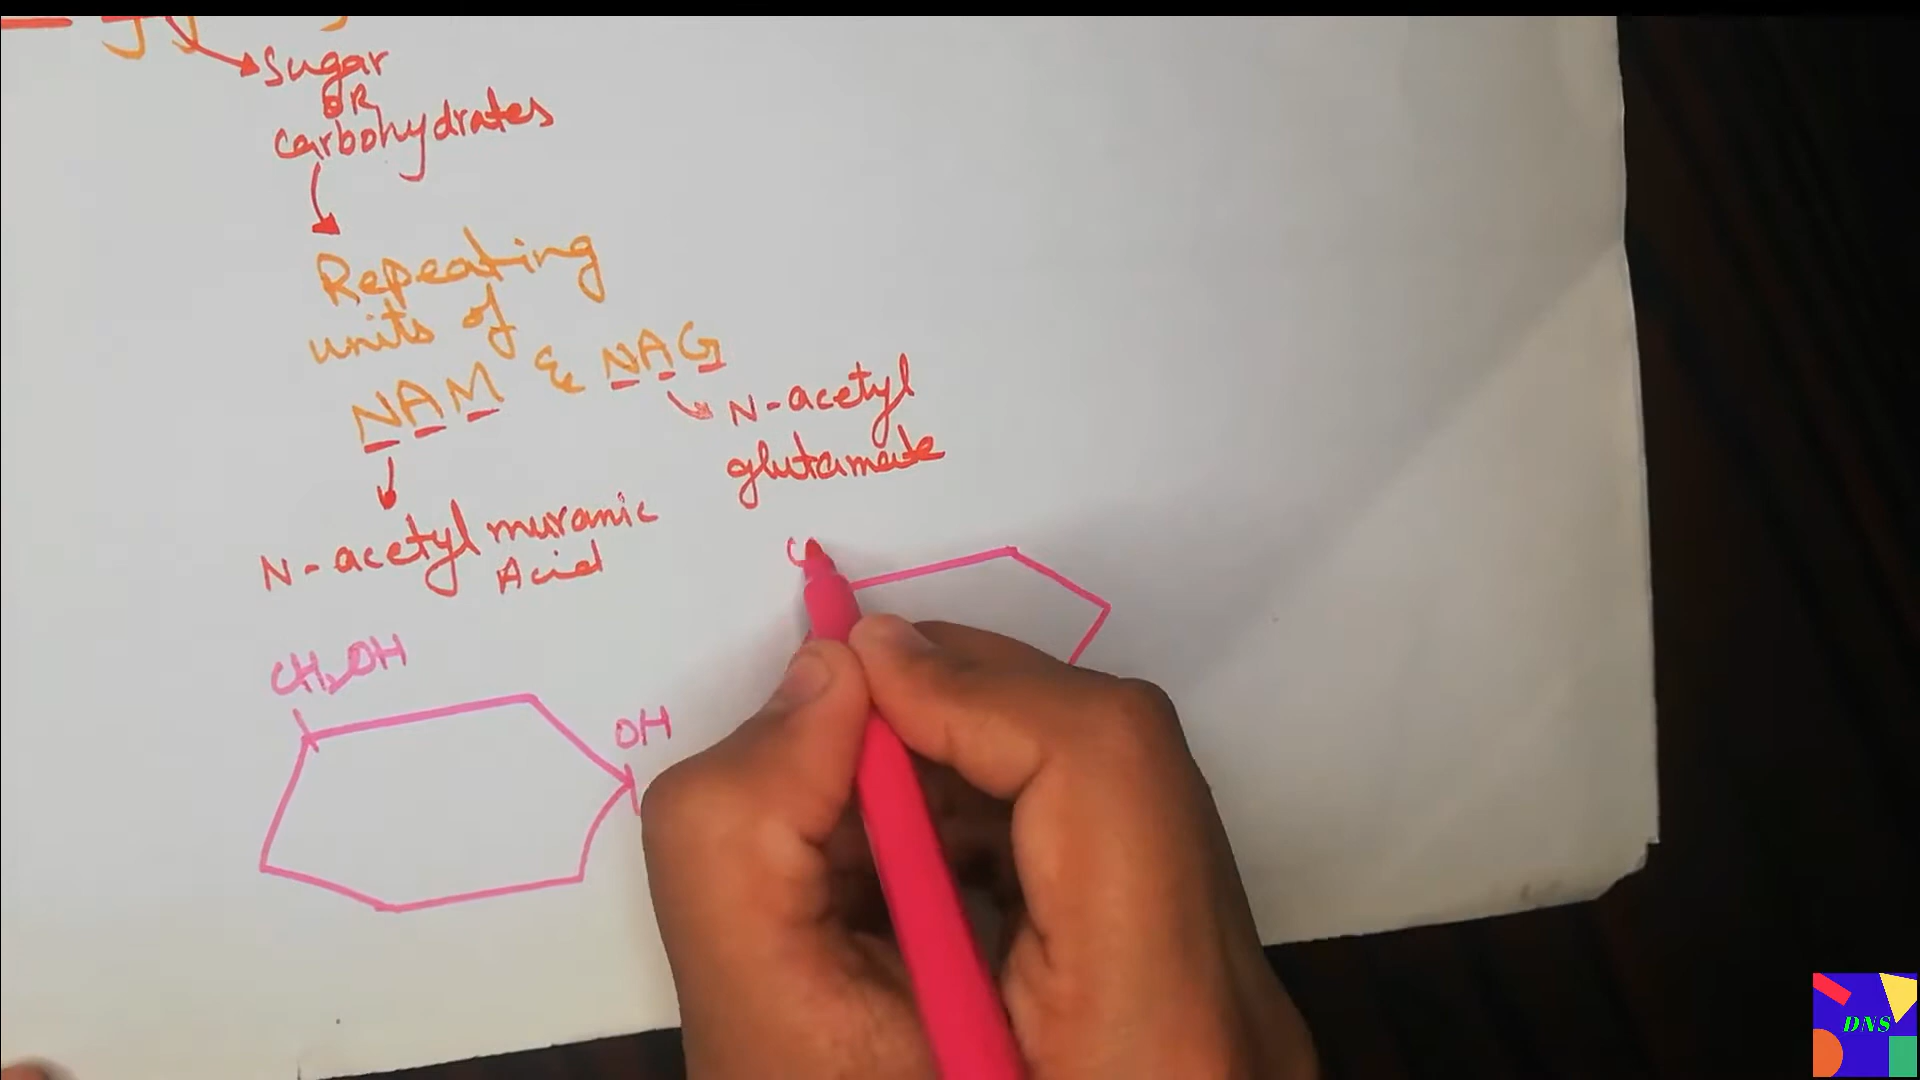 Sugar
OR
carbohydrates
Repeating
units of
NAM & NAG
N-acetyl
glutamate
N-acetyl muramic
Acid
CH₂OH
OH
DNS